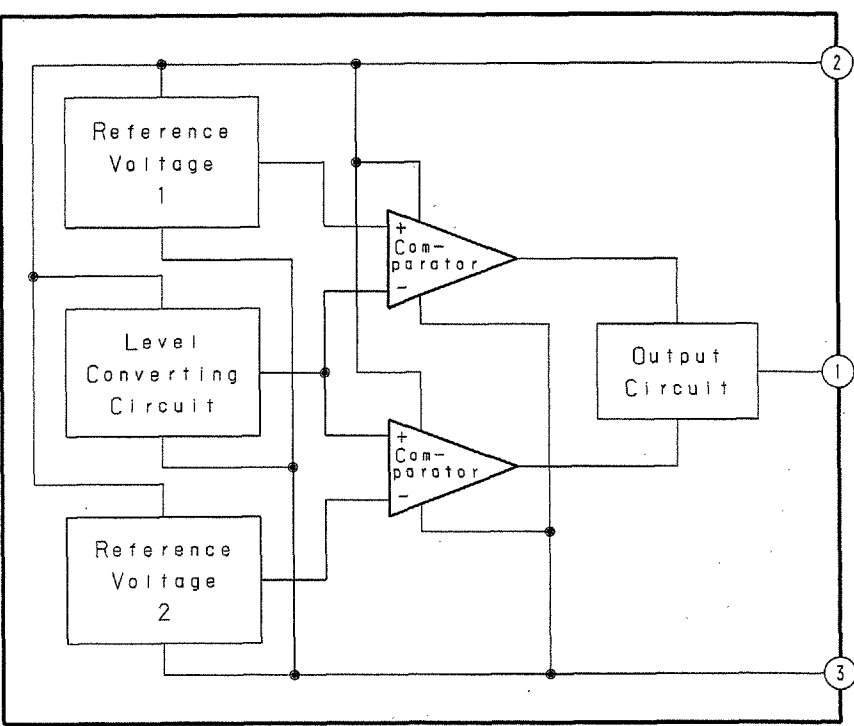 2
Reference
Voltage
1
+
Com-
parator
-
Level
Converting
Circuit
Output
Circuit
1
+
Com-
parator
-
Reference
Voltage
2
3